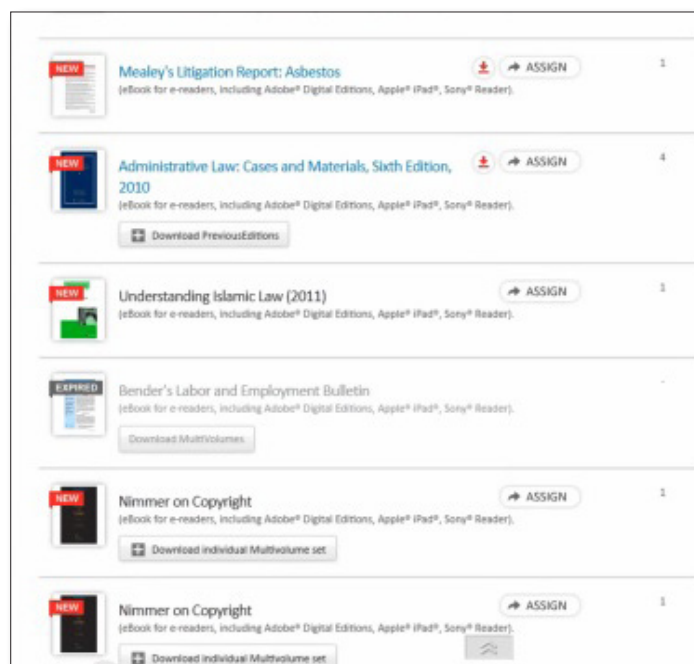 NEW
Mealey's Litigation Report: Asbestos
ASSIGN
1
(eBook for e-readers, including Adobe® Digital Editions, Apple® iPad®, Sony® Reader).
NEW
Administrative Law: Cases and Materials, Sixth Edition,
ASSIGN
4
2010
(eBook for e-readers, including Adobe® Digital Editions, Apple® iPad®, Sony® Reader).
Download PreviousEditions
NEW
Understanding Islamic Law (2011)
ASSIGN
1
(eBook for e-readers, including Adobe® Digital Editions, Apple® iPad®, Sony® Reader).
EXPIRED
Bender's Labor and Employment Bulletin
-
(eBook for e-readers, including Adobe® Digital Editions, Apple® iPad®, Sony® Reader).
Download MultiVolumes
NEW
Nimmer on Copyright
ASSIGN
1
(eBook for e-readers, including Adobe® Digital Editions, Apple® iPad®, Sony® Reader).
Download individual Multivolume set
NEW
Nimmer on Copyright
ASSIGN
1
(eBook for e-readers, including Adobe® Digital Editions, Apple® iPad®, Sony® Reader).
Download individual Multivolume set